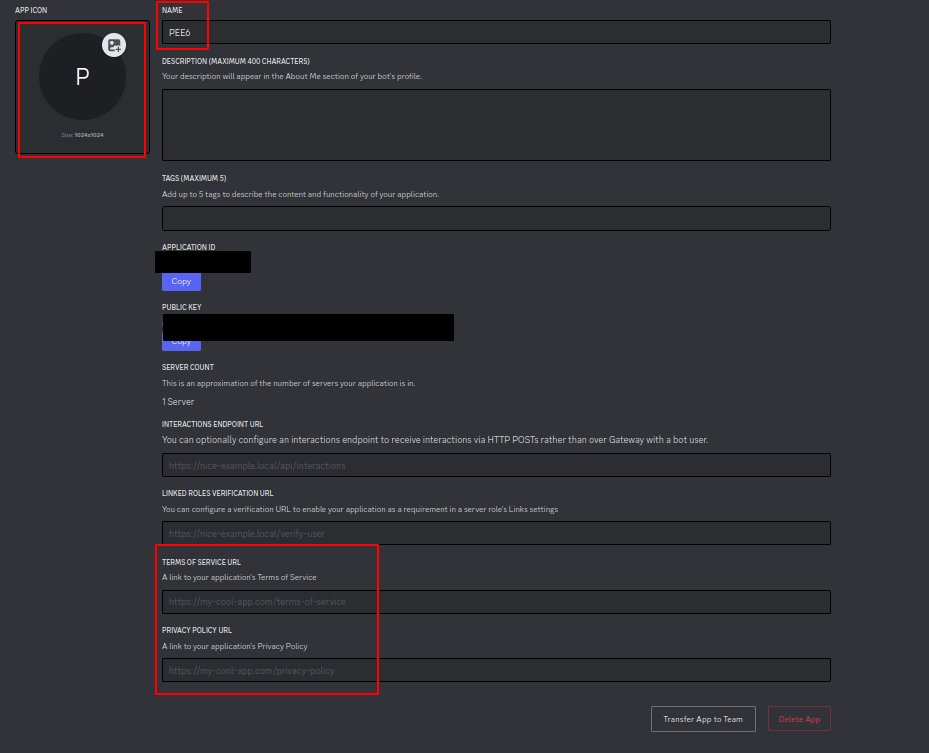 APP ICON
P
Size: 1024x1024
NAME
PEE6
DESCRIPTION (MAXIMUM 400 CHARACTERS)
Your description will appear in the About Me section of your bot's profile.
TAGS (MAXIMUM 5)
Add up to 5 tags to describe the content and functionality of your application.
APPLICATION ID
Copy
PUBLIC KEY
Copy
SERVER COUNT
This is an approximation of the number of servers your application is in.
1 Server
INTERACTIONS ENDPOINT URL
You can optionally configure an interactions endpoint to receive interactions via HTTP POSTs rather than over Gateway with a bot user.
https://nice-example.local/api/interactions
LINKED ROLES VERIFICATION URL
You can configure a verification URL to enable your application as a requirement in a server role's Links settings
https://nice-example.local/verify-user
TERMS OF SERVICE URL
A link to your application's Terms of Service
https://my-cool-app.com/terms-of-service
PRIVACY POLICY URL
A link to your application's Privacy Policy
https://my-cool-app.com/privacy-policy
Transfer App to Team
Delete App